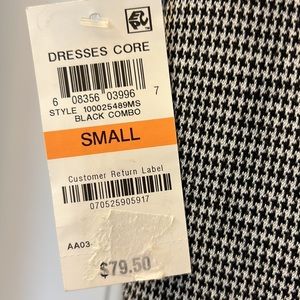 DRESSES CORE
6 08356 03996 7
STYLE 100025489MS
BLACK COMBO
SMALL
Customer Return Label
070525905917
AA03
$79.50